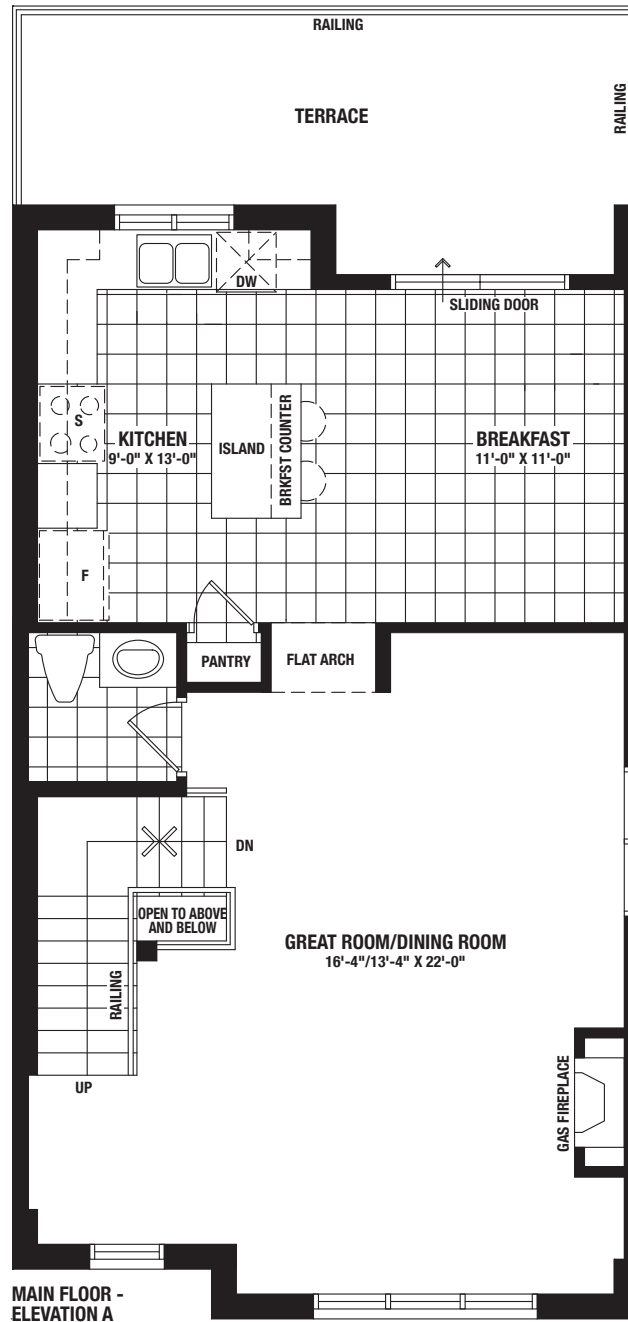 RAILING
TERRACE
RAILING
DW
SLIDING DOOR
S
KITCHEN
9'-0" X 13'-0"
ISLAND
BRKFST COUNTER
BREAKFAST
11'-0" X 11'-0"
F
PANTRY
FLAT ARCH
DN
OPEN TO ABOVE
AND BELOW
GREAT ROOM/DINING ROOM
16'-4"/13'-4" X 22'-0"
RAILING
UP
GAS FIREPLACE
MAIN FLOOR -
ELEVATION A